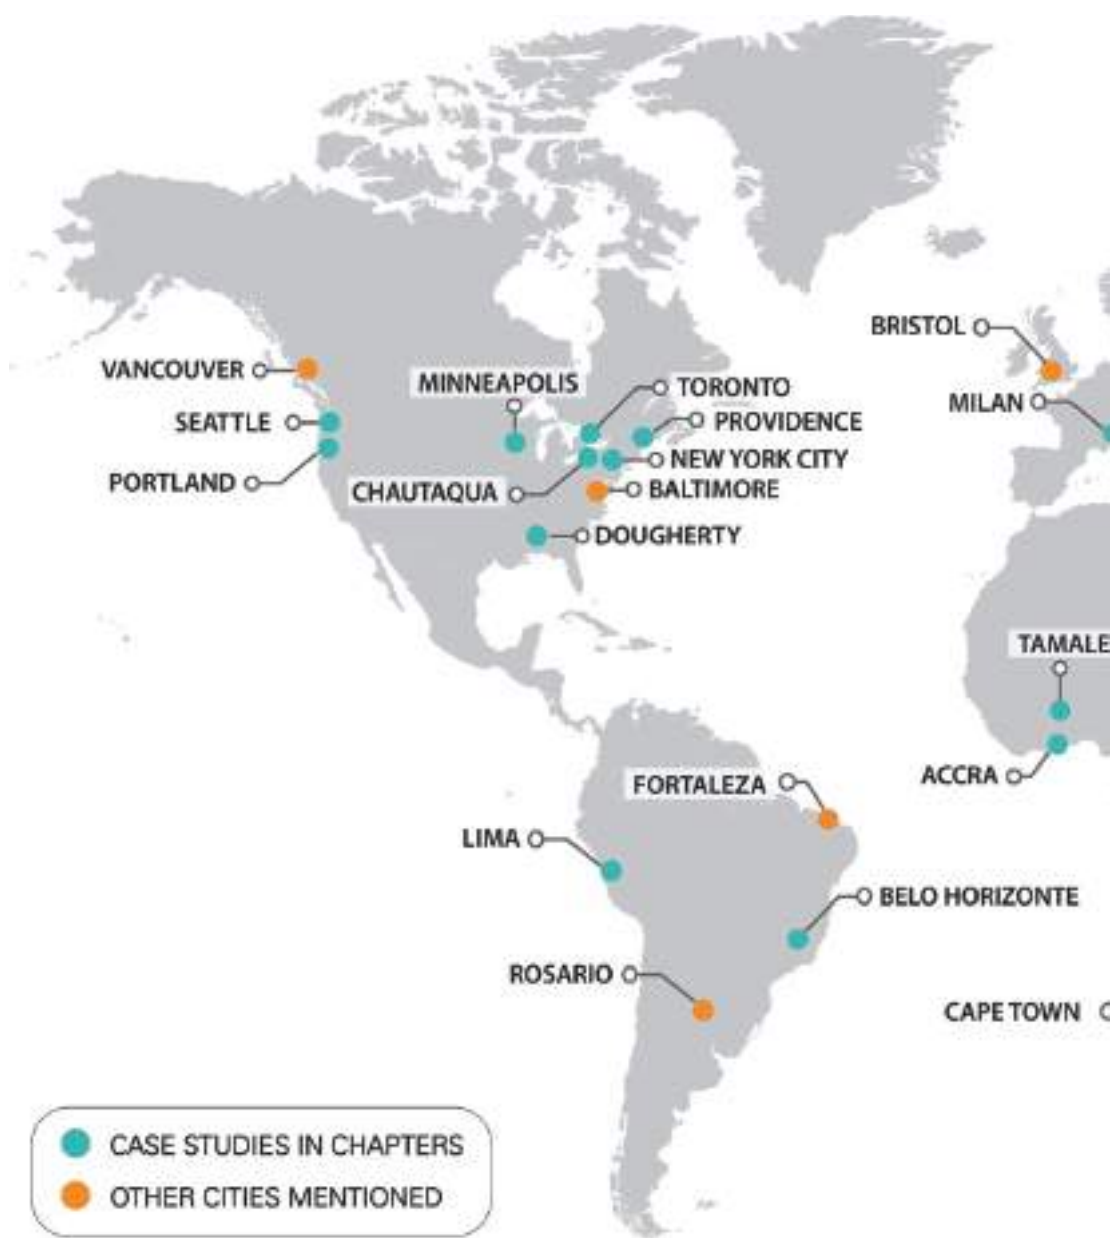 BRISTOL
VANCOUVER
MINNEAPOLIS
TORONTO
MILAN
SEATTLE
PROVIDENCE
NEW YORK CITY
PORTLAND
CHAUTAQUA
BALTIMORE
DOUGHERTY
TAMALE
ACCRA
FORTALEZA
LIMA
BELO HORIZONTE
ROSARIO
CAPE TOWN
CASE STUDIES IN CHAPTERS
OTHER CITIES MENTIONED